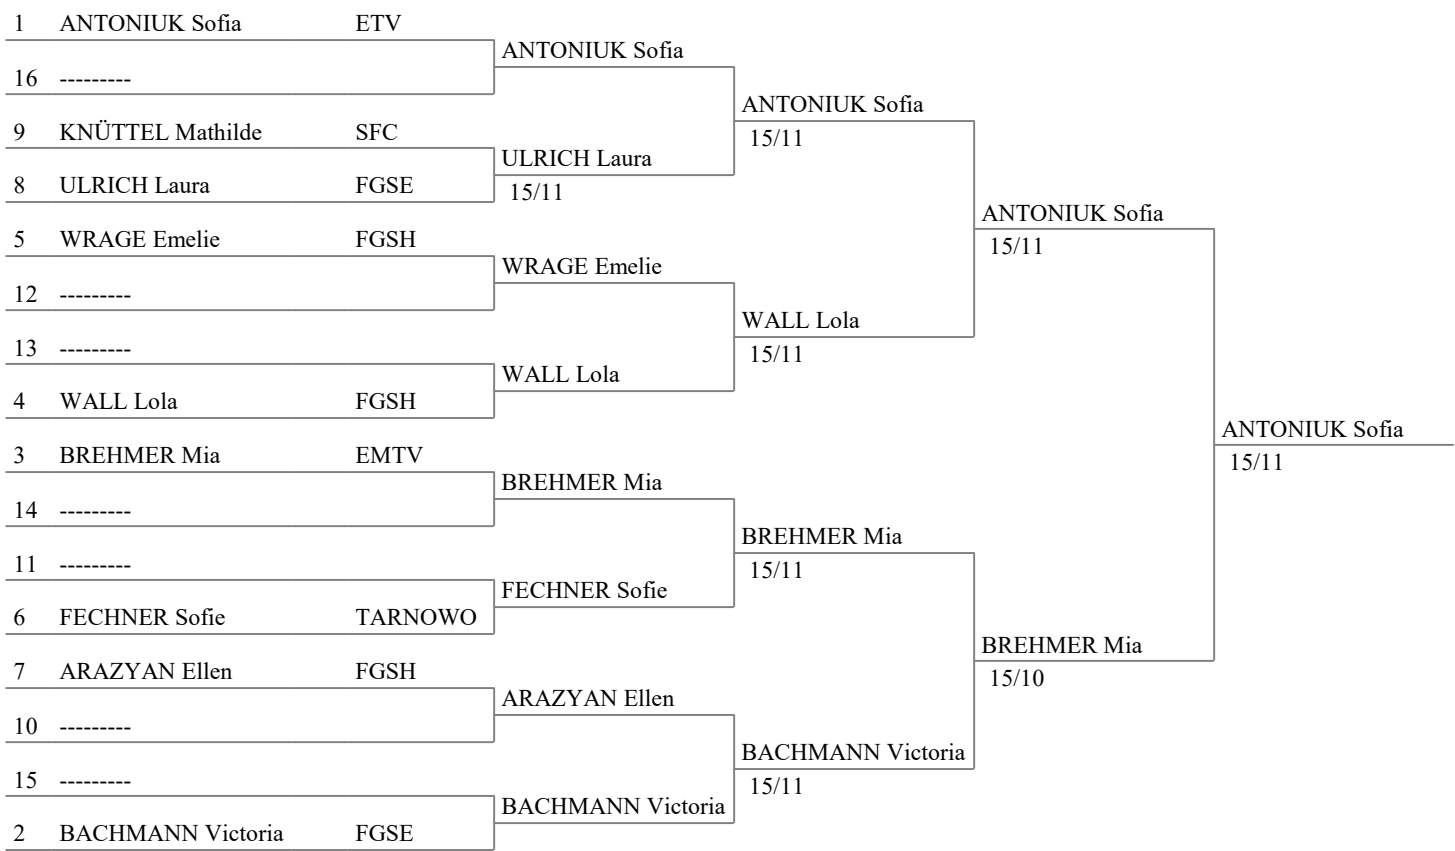 1 ANTONIUK Sofia ETV
ANTONIUK Sofia
16 ---------
ANTONIUK Sofia
15/11
9 KNÜTTEL Mathilde SFC
ULRICH Laura
15/11
8 ULRICH Laura FGSE
ANTONIUK Sofia
15/11
5 WRAGE Emelie FGSH
WRAGE Emelie
12 ---------
WALL Lola
15/11
13 ---------
WALL Lola
4 WALL Lola FGSH
ANTONIUK Sofia
15/11
3 BREHMER Mia EMTV
BREHMER Mia
14 ---------
BREHMER Mia
15/11
11 ---------
FECHNER Sofie
6 FECHNER Sofie TARNOWO
BREHMER Mia
15/10
7 ARAZYAN Ellen FGSH
ARAZYAN Ellen
10 ---------
BACHMANN Victoria
15/11
15 ---------
BACHMANN Victoria
2 BACHMANN Victoria FGSE